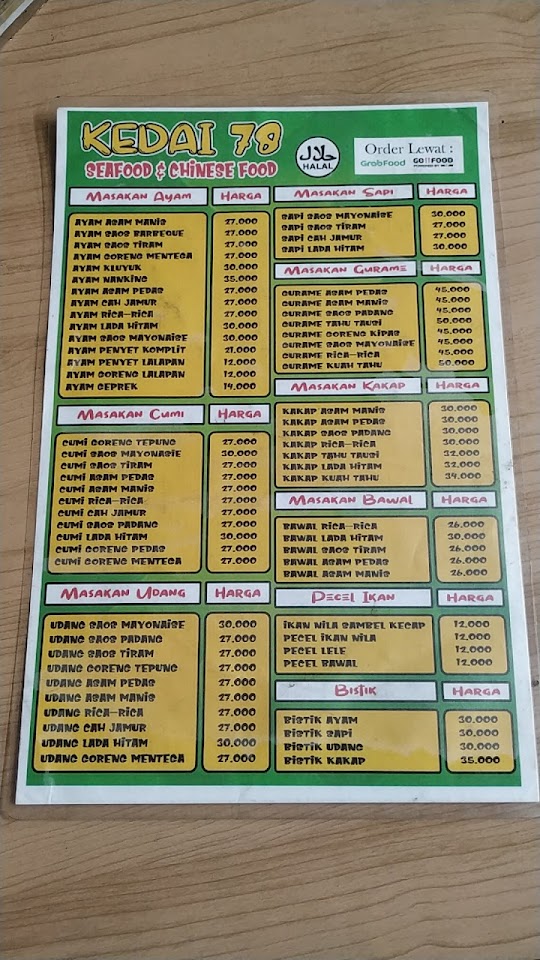 KEDAI 78
SEAFOOD & CHINESE FOOD
حلال
HALAL
Order Lewat :
GrabFood GOFOOD
MASAKAN AYAM HARGA
AYAM ASAM MANIS 27.000
AYAM SAOS BARBEQUE 27.000
AYAM SAOS TIRAM 27.000
AYAM GORENG MENTEGA 27.000
AYAM KLUYUK 30.000
AYAM NANKING 35.000
AYAM ASAM PEDAS 27.000
AYAM CAH JAMUR 27.000
AYAM RICA-RICA 27.000
AYAM LADA HITAM 30.000
AYAM SAOS MAYONAISE 30.000
AYAM PENYET KOMPLIT 21.000
AYAM PENYET LALAPAN 12.000
AYAM GORENG LALAPAN 12.000
AYAM GEPREK 14.000
MASAKAN CUMI HARGA
CUMI GORENG TEPUNG 27.000
CUMI SAOS MAYONASIE 30.000
CUMI SAOS TIRAM 27.000
CUMI ASAM PEDAS 27.000
CUMI ASAM MANIS 27.000
CUMI RICA-RICA 27.000
CUMI CAH JAMUR 27.000
CUMI SAOS PADANG 27.000
CUMI LADA HITAM 30.000
CUMI GORENG PEDAS 27.000
CUMI GORENG MENTEGA 27.000
MASAKAN UDANG HARGA
UDANG SAOS MAYONAISE 30.000
UDANG SAOS PADANG 27.000
UDANG SAOS TIRAM 27.000
UDANG GORENG TEPUNG 27.000
UDANG ASAM PEDAS 27.000
UDANG ASAM MANIS 27.000
UDANG RICA-RICA 27.000
UDANG CAH JAMUR 27.000
UDANG LADA HITAM 30.000
UDANG GORENG MENTEGA 27.000
MASAKAN SAPI HARGA
SAPI SAOS MAYONAISE 30.000
SAPI SAOS TIRAM 27.000
SAPI CAH JAMUR 27.000
SAPI LADA HITAM 30.000
MASAKAN GURAME HARGA
GURAME ASAM PEDAS 45.000
GURAME ASAM MANIS 45.000
GURAME SAOS PADANG 45.000
GURAME TAHU TAUSI 50.000
GURAME GORENG KIPAS 45.000
GURAME SAOS MAYONAISE 45.000
GURAME RICA-RICA 45.000
GURAME KUAH TAHU 50.000
MASAKAN KAKAP HARGA
KAKAP ASAM MANIS 30.000
KAKAP ASAM PEDAS 30.000
KAKAP SAOS PADANG 30.000
KAKAP RICA-RICA 30.000
KAKAP TAHU TAUSI 32.000
KAKAP LADA HITAM 32.000
KAKAP KUAH TAHU 34.000
MASAKAN BAWAL HARGA
BAWAL RICA-RICA 26.000
BAWAL LADA HITAM 30.000
BAWAL SAOS TIRAM 26.000
BAWAL ASAM PEDAS 26.000
BAWAL ASAM MANIS 26.000
PECEL IKAN HARGA
IKAN NILA SAMBEL KECAP 12.000
PECEL IKAN NILA 12.000
PECEL LELE 12.000
PECEL BAWAL 12.000
BISTIK HARGA
BISTIK AYAM 30.000
BISTIK SAPI 30.000
BISTIK UDANG 30.000
BISTIK KAKAP 35.000